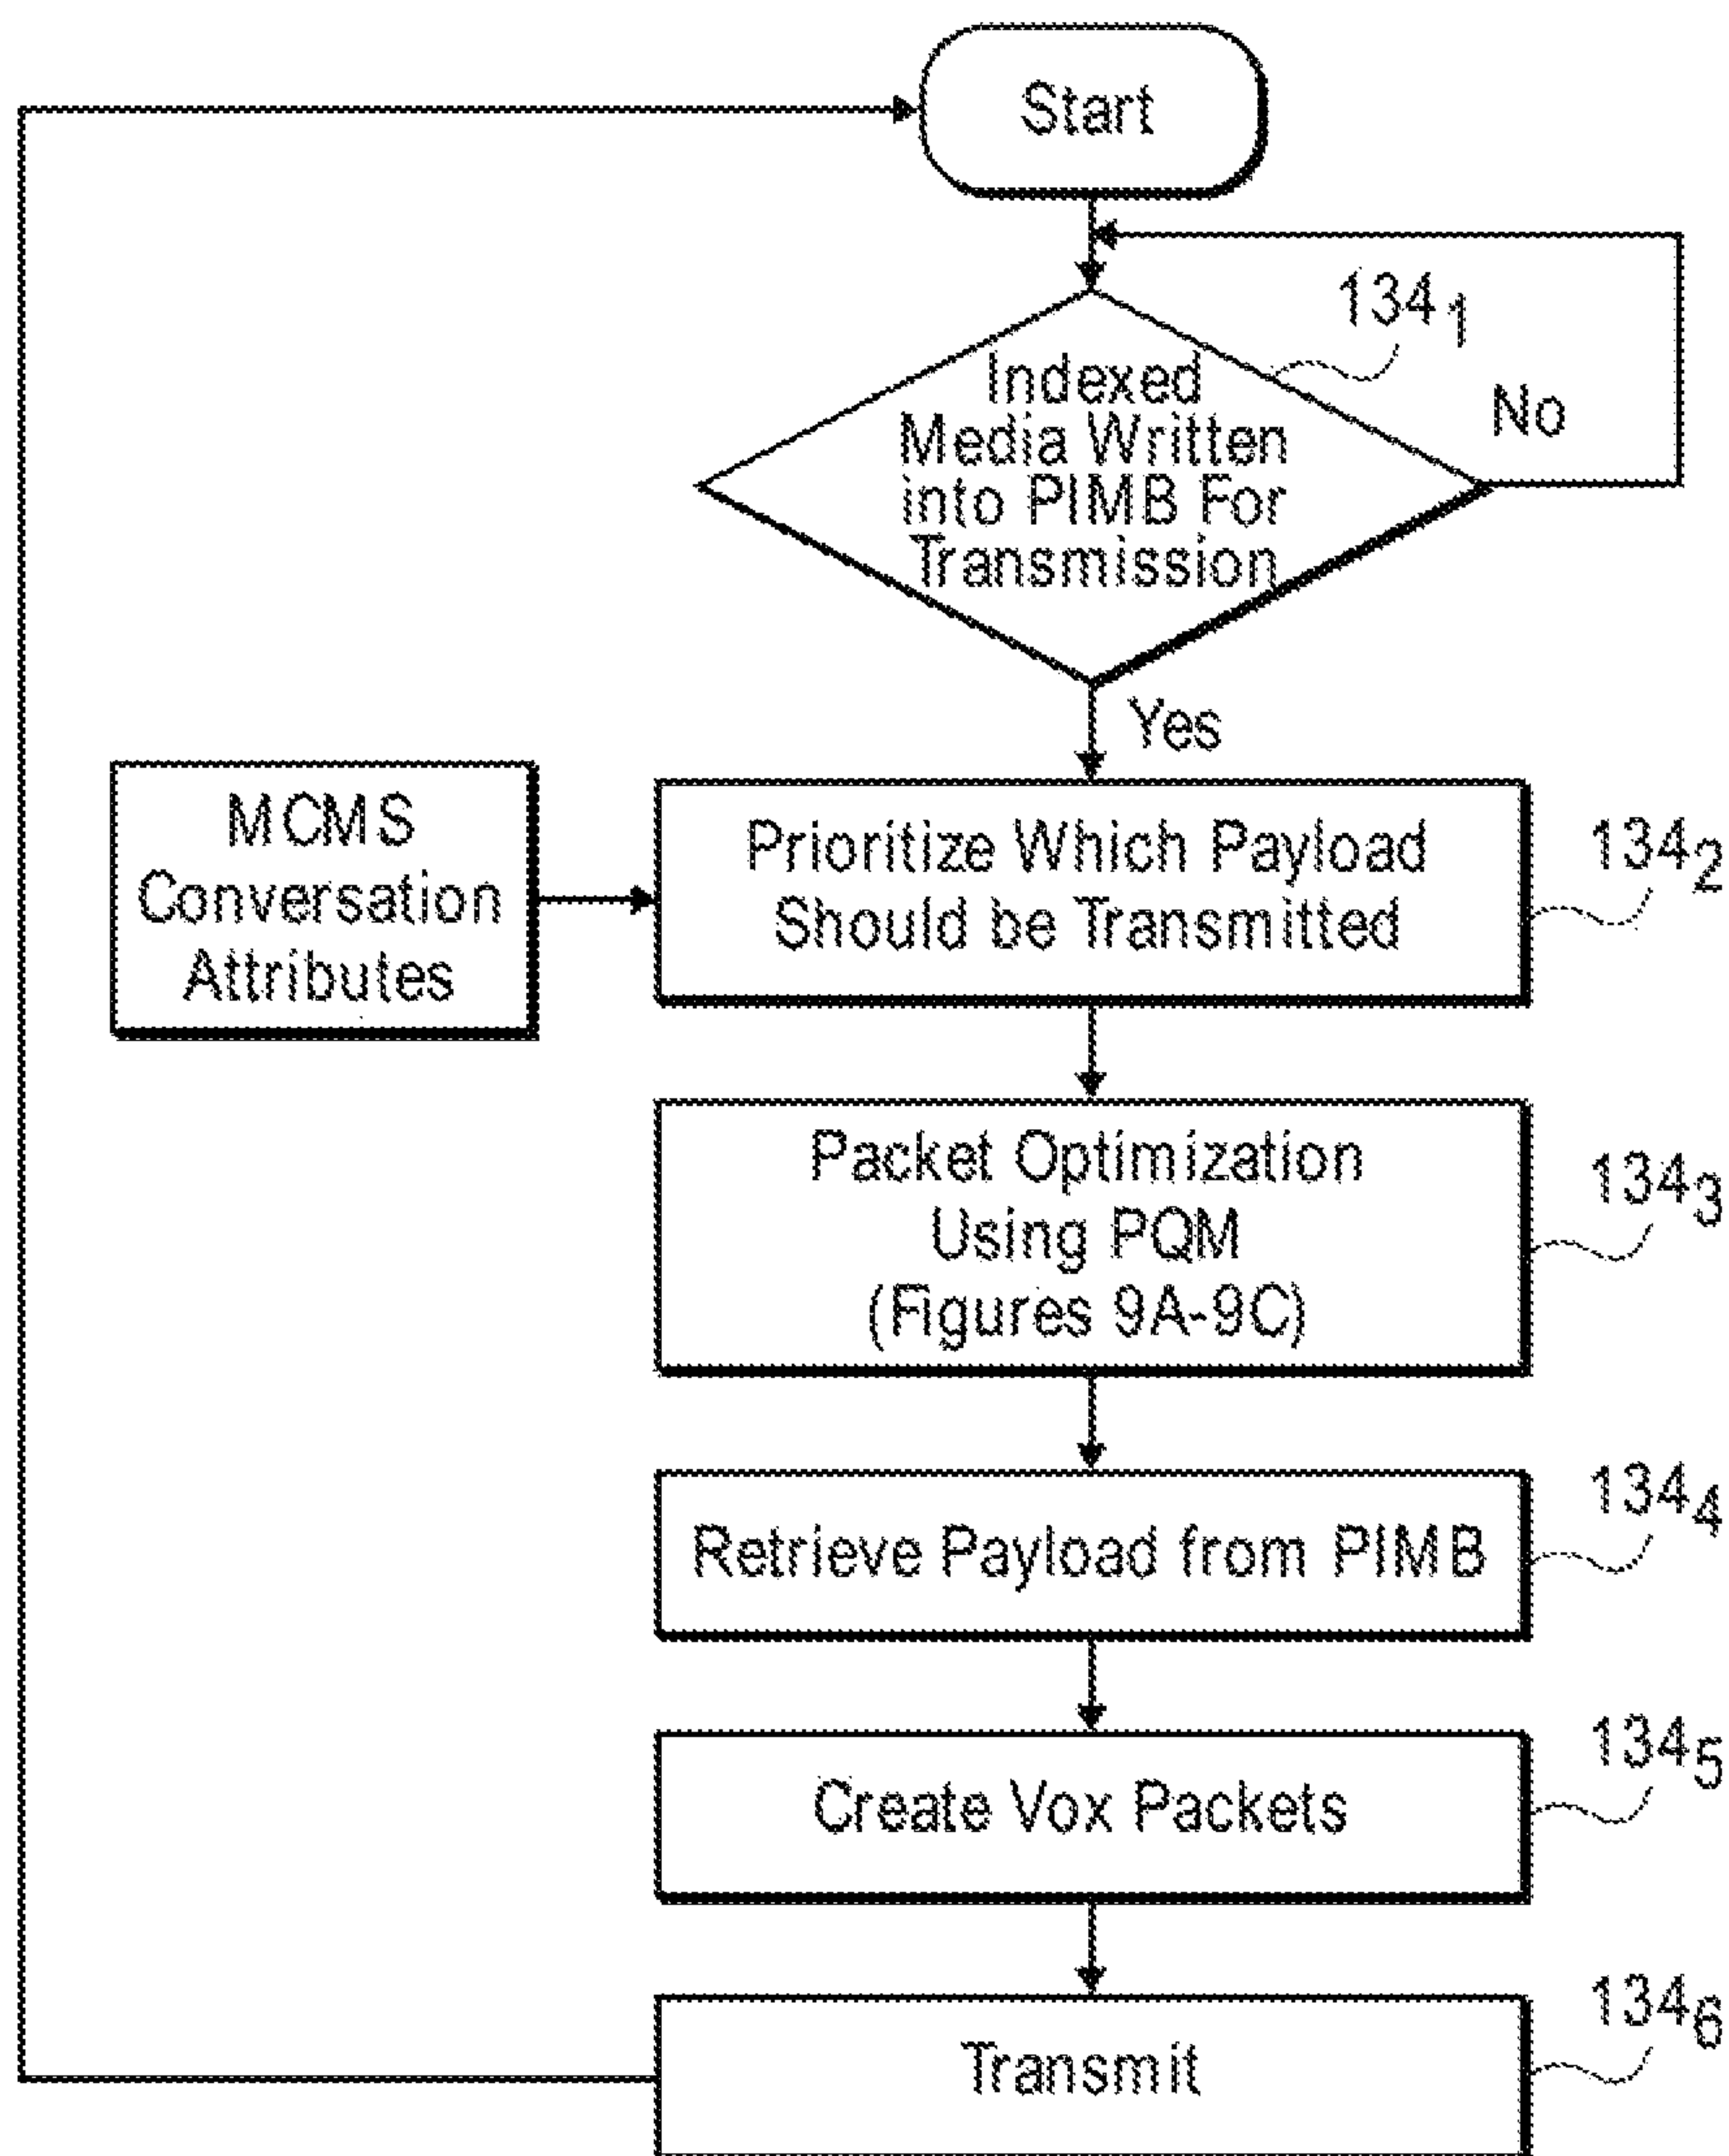 Start
134₁
Indexed
Media Written
into PIMB For
Transmission
No
Yes
MCMS
Conversation
Attributes
Prioritize Which Payload
Should be Transmitted
134₂
Packet Optimization
Using PQM
(Figures 9A-9C)
134₃
Retrieve Payload from PIMB
134₄
Create Vox Packets
134₅
Transmit
134₆